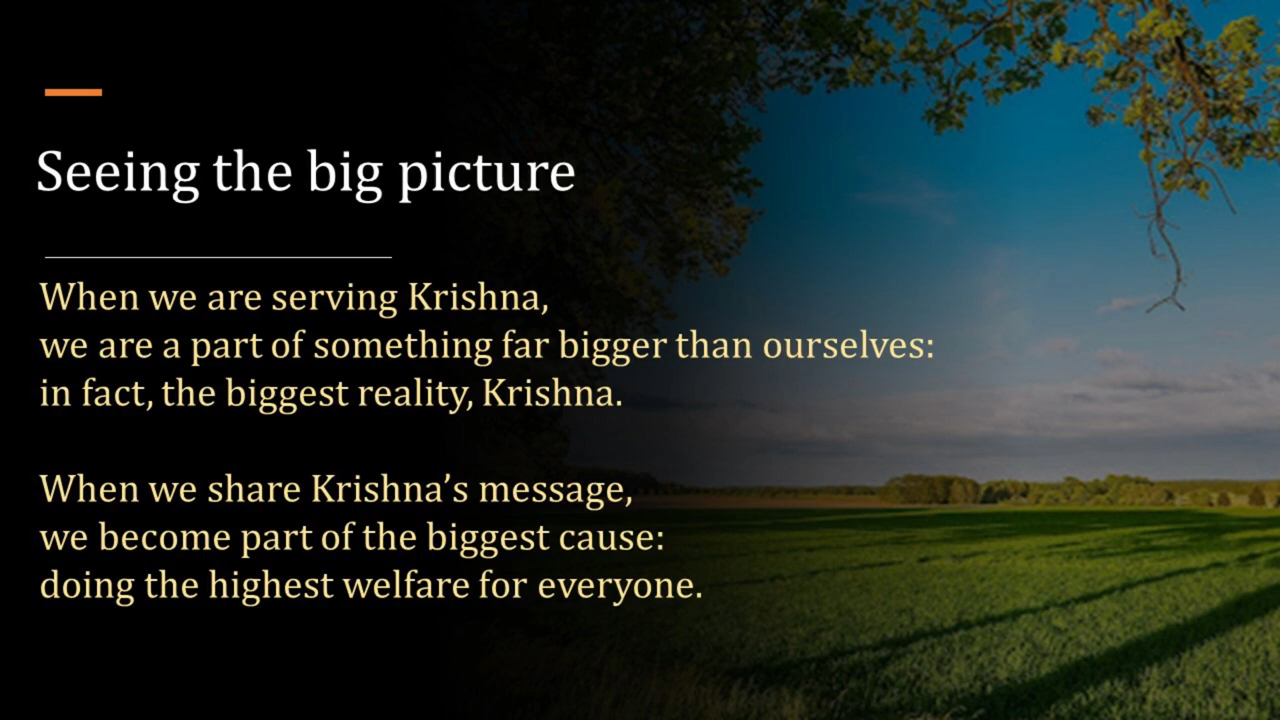 Seeing the big picture
When we are serving Krishna,
we are a part of something far bigger than ourselves:
in fact, the biggest reality, Krishna.
When we share Krishna’s message,
we become part of the biggest cause:
doing the highest welfare for everyone.